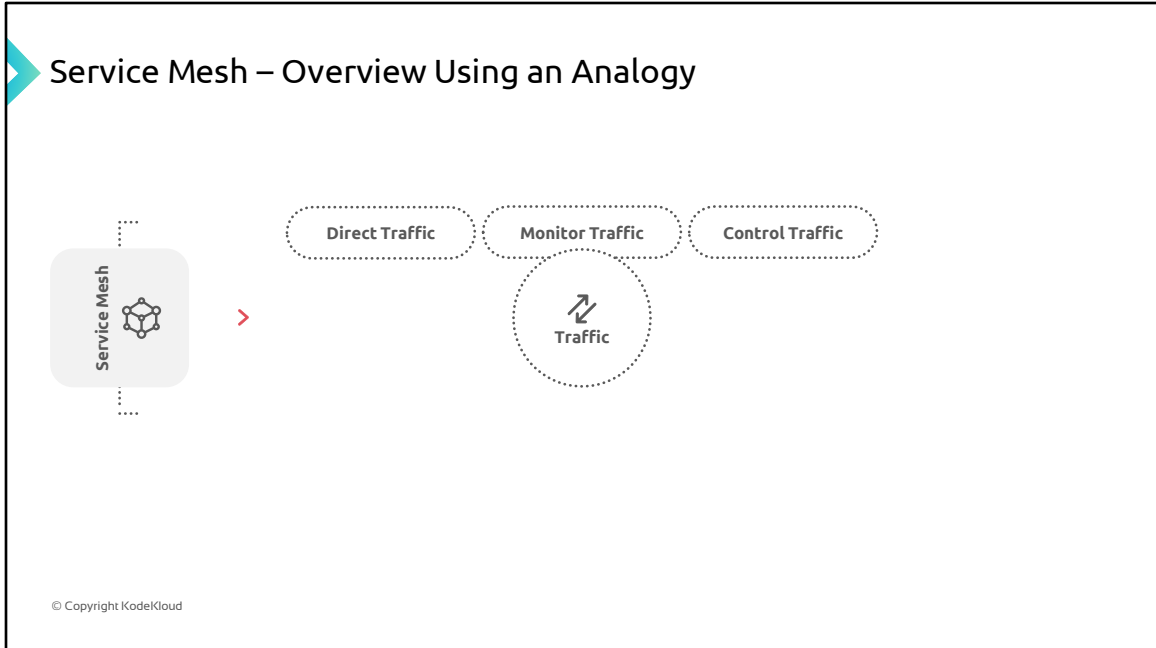 Service Mesh – Overview Using an Analogy
Direct Traffic
Monitor Traffic
Control Traffic
Service Mesh
Traffic
© Copyright KodeKloud